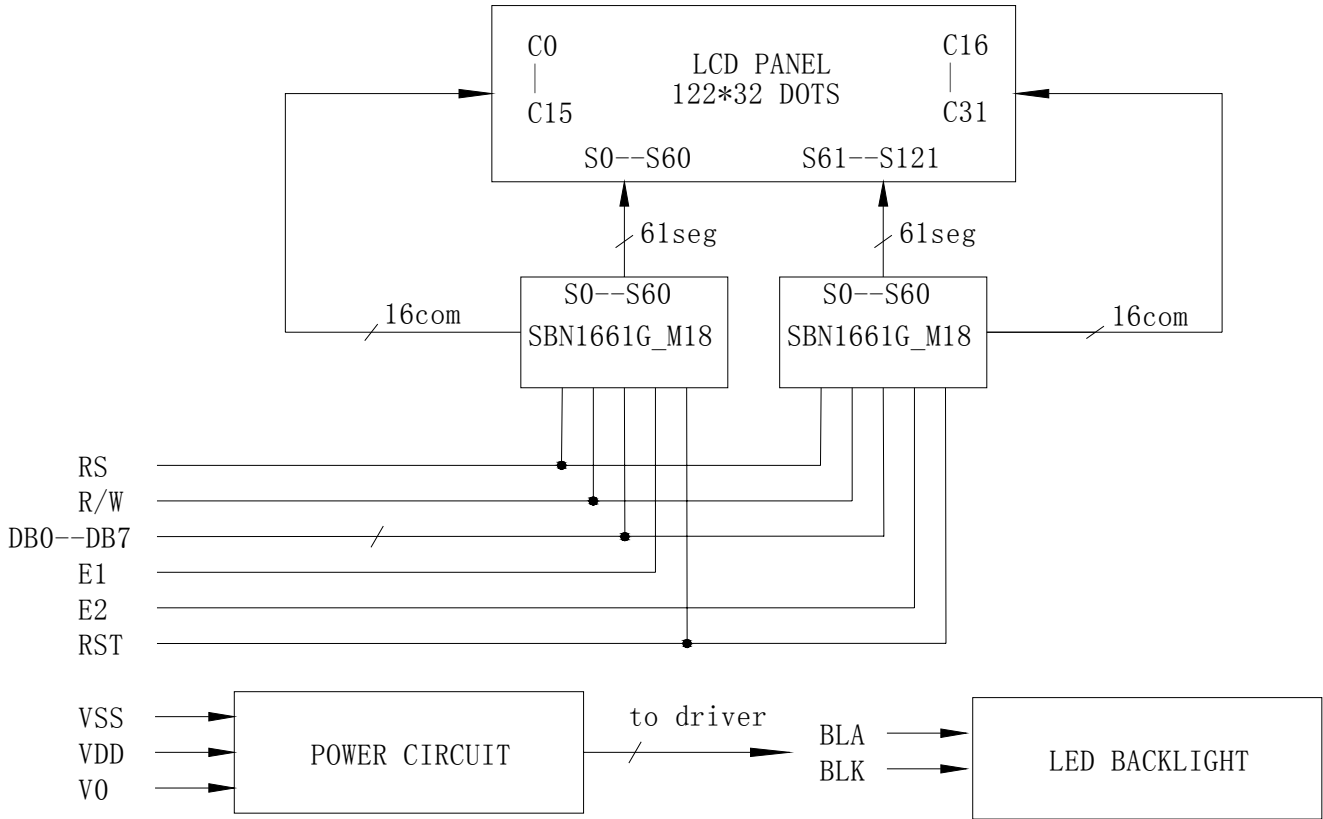 C0
C15
LCD PANEL
122*32 DOTS
C16
C31
S0--S60
S61--S121
61seg
61seg
S0--S60
SBN1661G_M18
S0--S60
SBN1661G_M18
16com
16com
RS
R/W
DB0--DB7
E1
E2
RST
VSS
VDD
V0
POWER CIRCUIT
to driver
BLA
BLK
LED BACKLIGHT